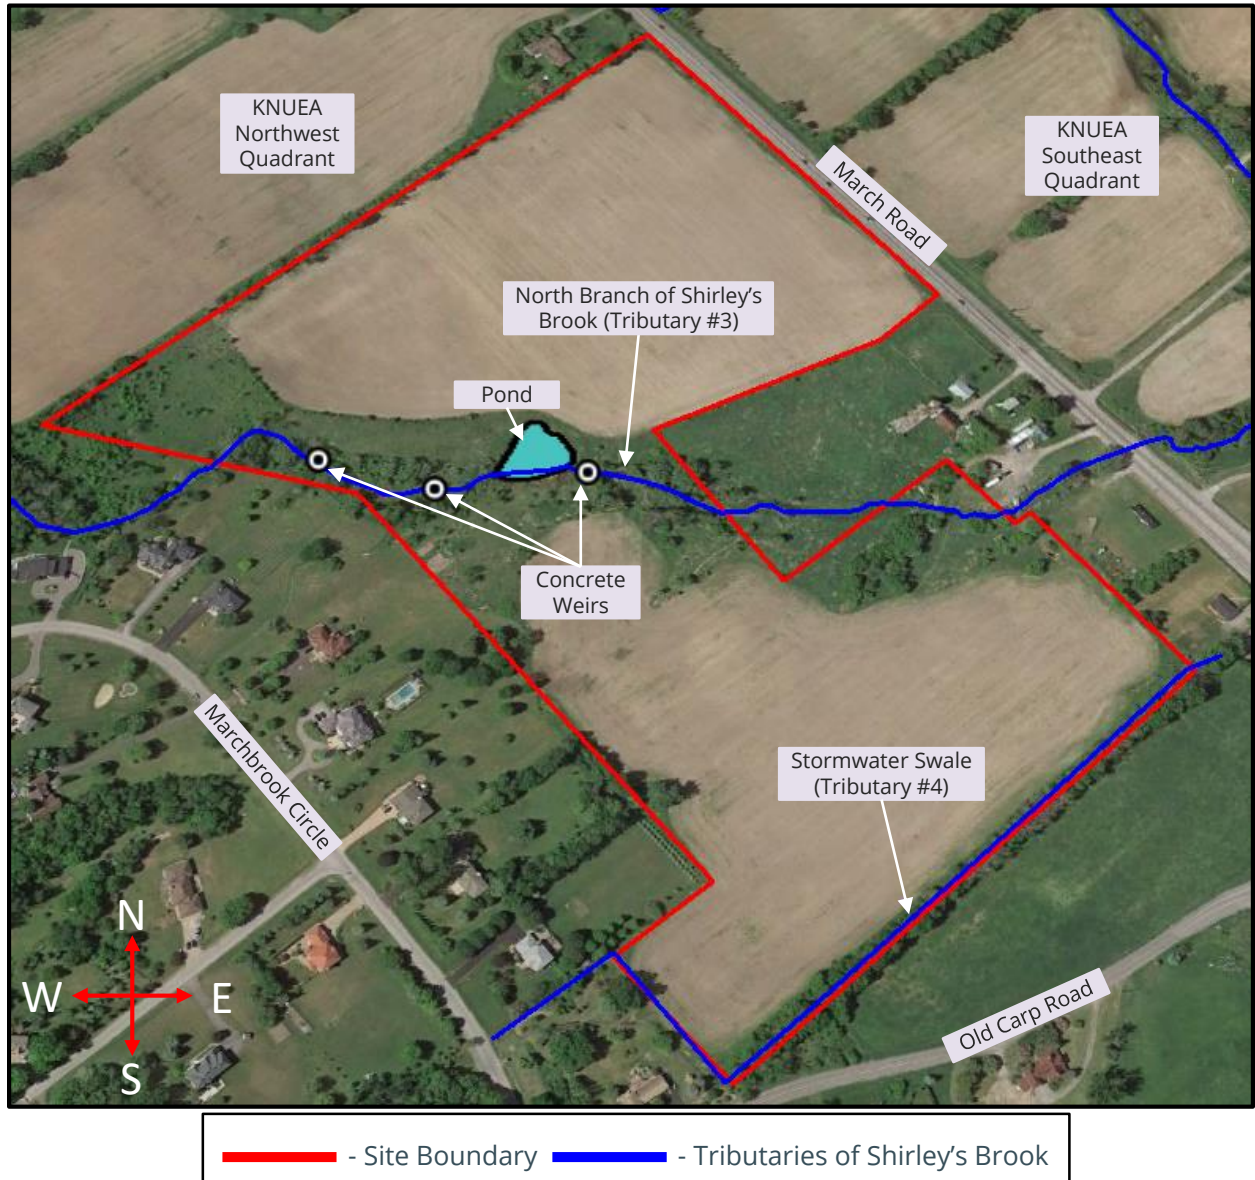 KNUEA
Northwest
Quadrant
KNUEA
Southeast
Quadrant
March Road
North Branch of Shirley's
Brook (Tributary #3)
Pond
Concrete
Weirs
Marchbrook Circle
Stormwater Swale
(Tributary #4)
Old Carp Road
N
W E
S
- Site Boundary - Tributaries of Shirley's Brook